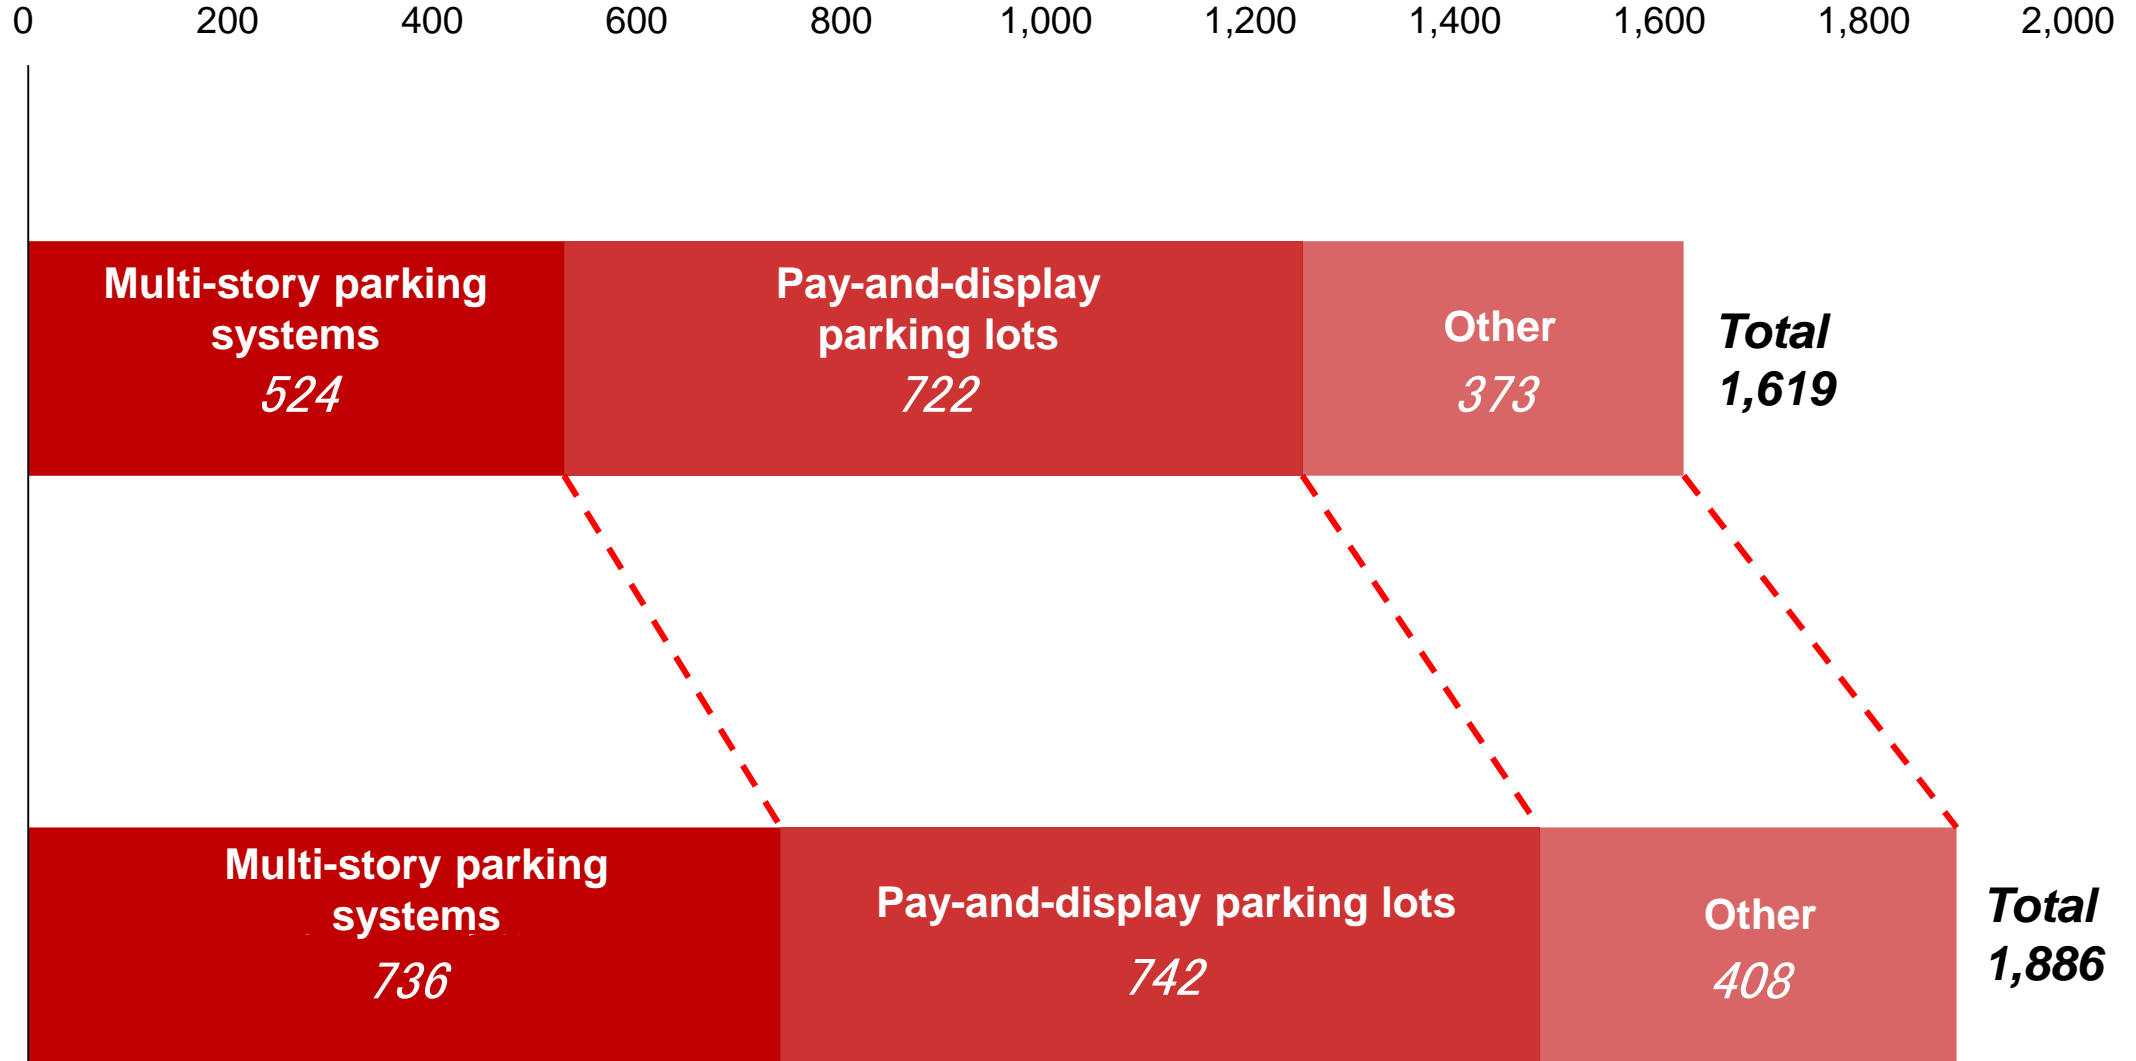 0 200 400 600 800 1,000 1,200 1,400 1,600 1,800 2,000
Multi-story parking
systems
524
Pay-and-display
parking lots
722
Other
373
Total
1,619
Multi-story parking
systems
736
Pay-and-display parking lots
742
Other
408
Total
1,886